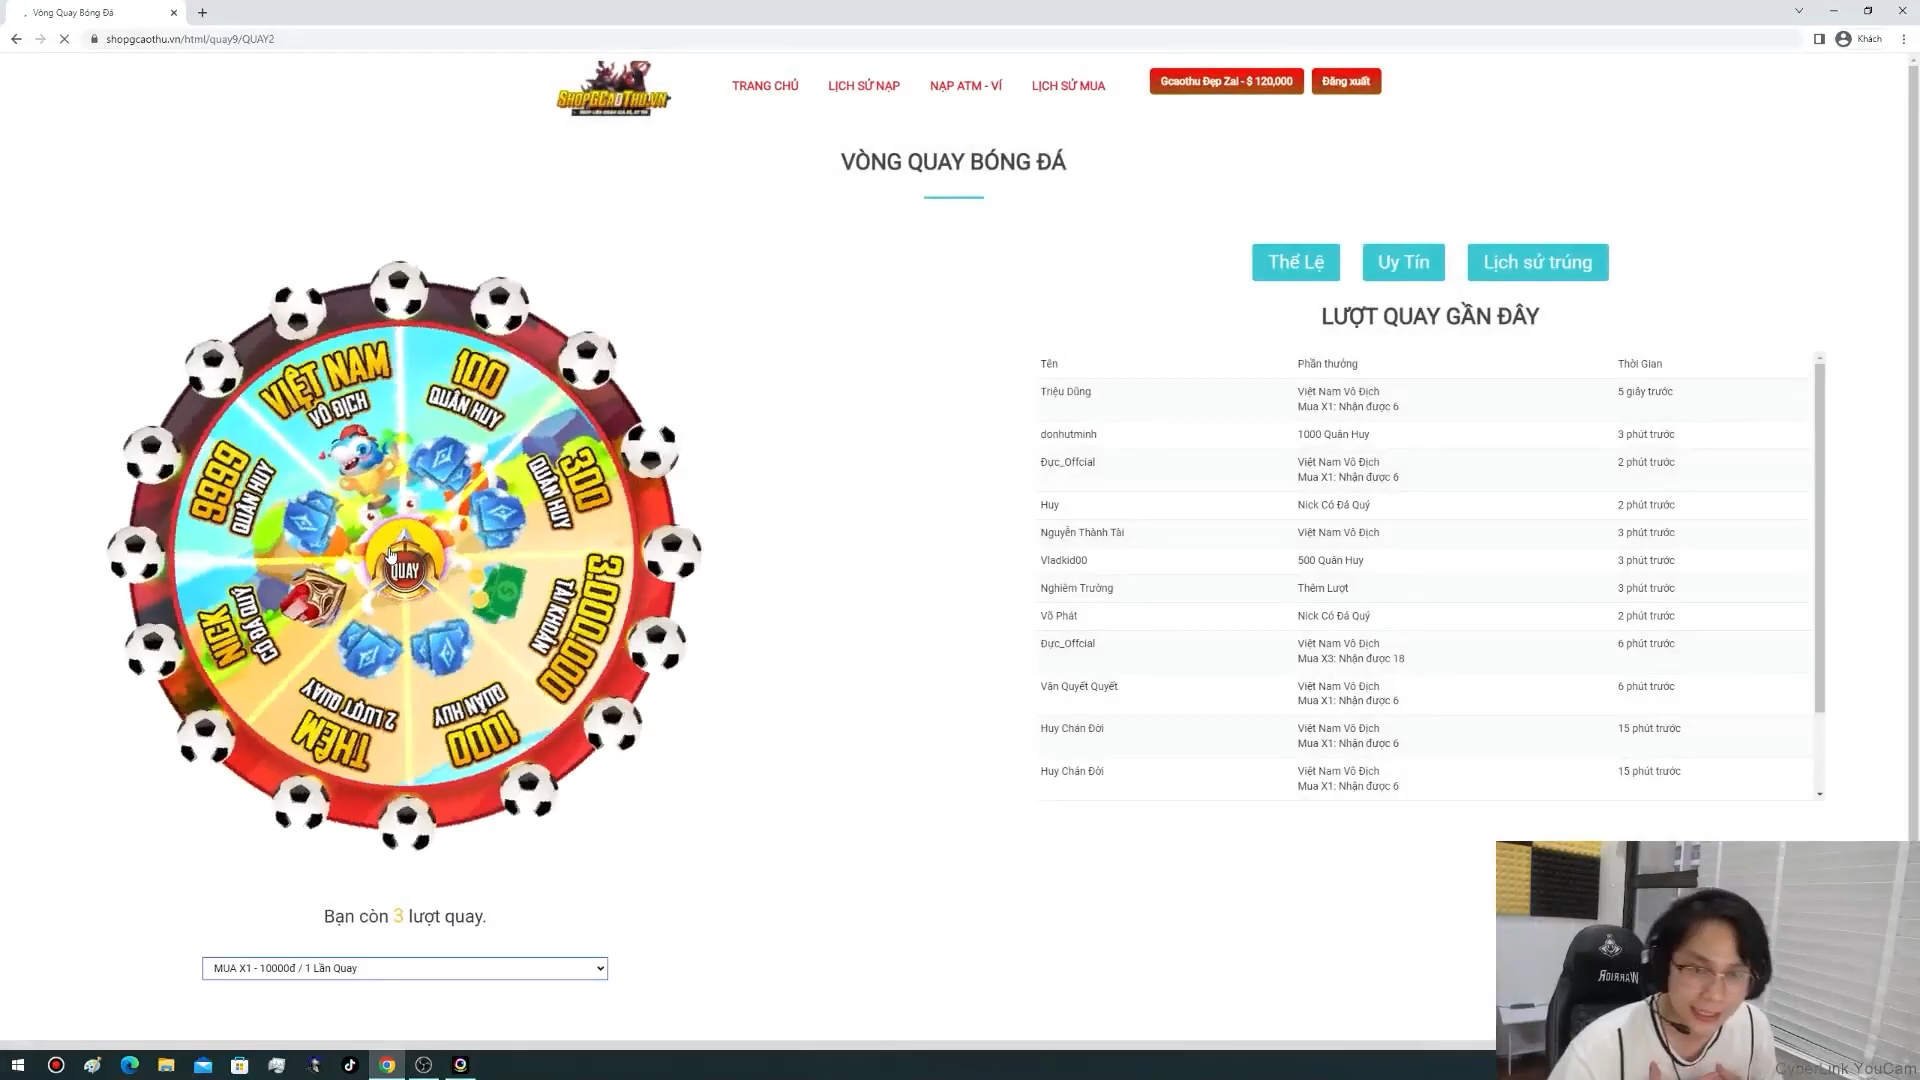 Vòng Quay Bóng Đá
shopgcaothu.vn/html/quay9/QUAY2
Khách
SHOPGCAOTHU.VN
TRANG CHỦ
LỊCH SỬ NẠP
NẠP ATM - VÍ
LỊCH SỬ MUA
Gcaothu Đẹp Zai - $ 120,000
Đăng xuất
VÒNG QUAY BÓNG ĐÁ
VIỆT NAM
VÔ ĐỊCH
100
QUÂN HUY
300
QUÂN HUY
3.600.000
TÀI KHOẢN
1000
QUÂN HUY
THÊM
2 LƯỢT QUAY
NICK
CÓ ĐÁ QUÝ
9999
QUÂN HUY
QUAY
Bạn còn 3 lượt quay.
MUA X1 - 10000đ / 1 Lần Quay
Thể Lệ
Uy Tín
Lịch sử trúng
LƯỢT QUAY GẦN ĐÂY
Tên Phần thưởng Thời Gian
Triệu Dũng Việt Nam Vô Địch 5 giây trước
Mua X1: Nhận được 6
donhutminh 1000 Quân Huy 3 phút trước
Đực_Offcial Việt Nam Vô Địch 2 phút trước
Mua X1: Nhận được 6
Huy Nick Có Đá Quý 2 phút trước
Nguyễn Thành Tài Việt Nam Vô Địch 3 phút trước
Vladkid00 500 Quân Huy 3 phút trước
Nghiêm Trường Thêm Lượt 3 phút trước
Võ Phát Nick Có Đá Quý 2 phút trước
Đực_Offcial Việt Nam Vô Địch 6 phút trước
Mua X3: Nhận được 18
Văn Quyết Quyết Việt Nam Vô Địch 6 phút trước
Mua X1: Nhận được 6
Huy Chán Đời Việt Nam Vô Địch 15 phút trước
Mua X1: Nhận được 6
Huy Chán Đời Việt Nam Vô Địch 15 phút trước
Mua X1: Nhận được 6
WARRIOR
CyberLink YouCam